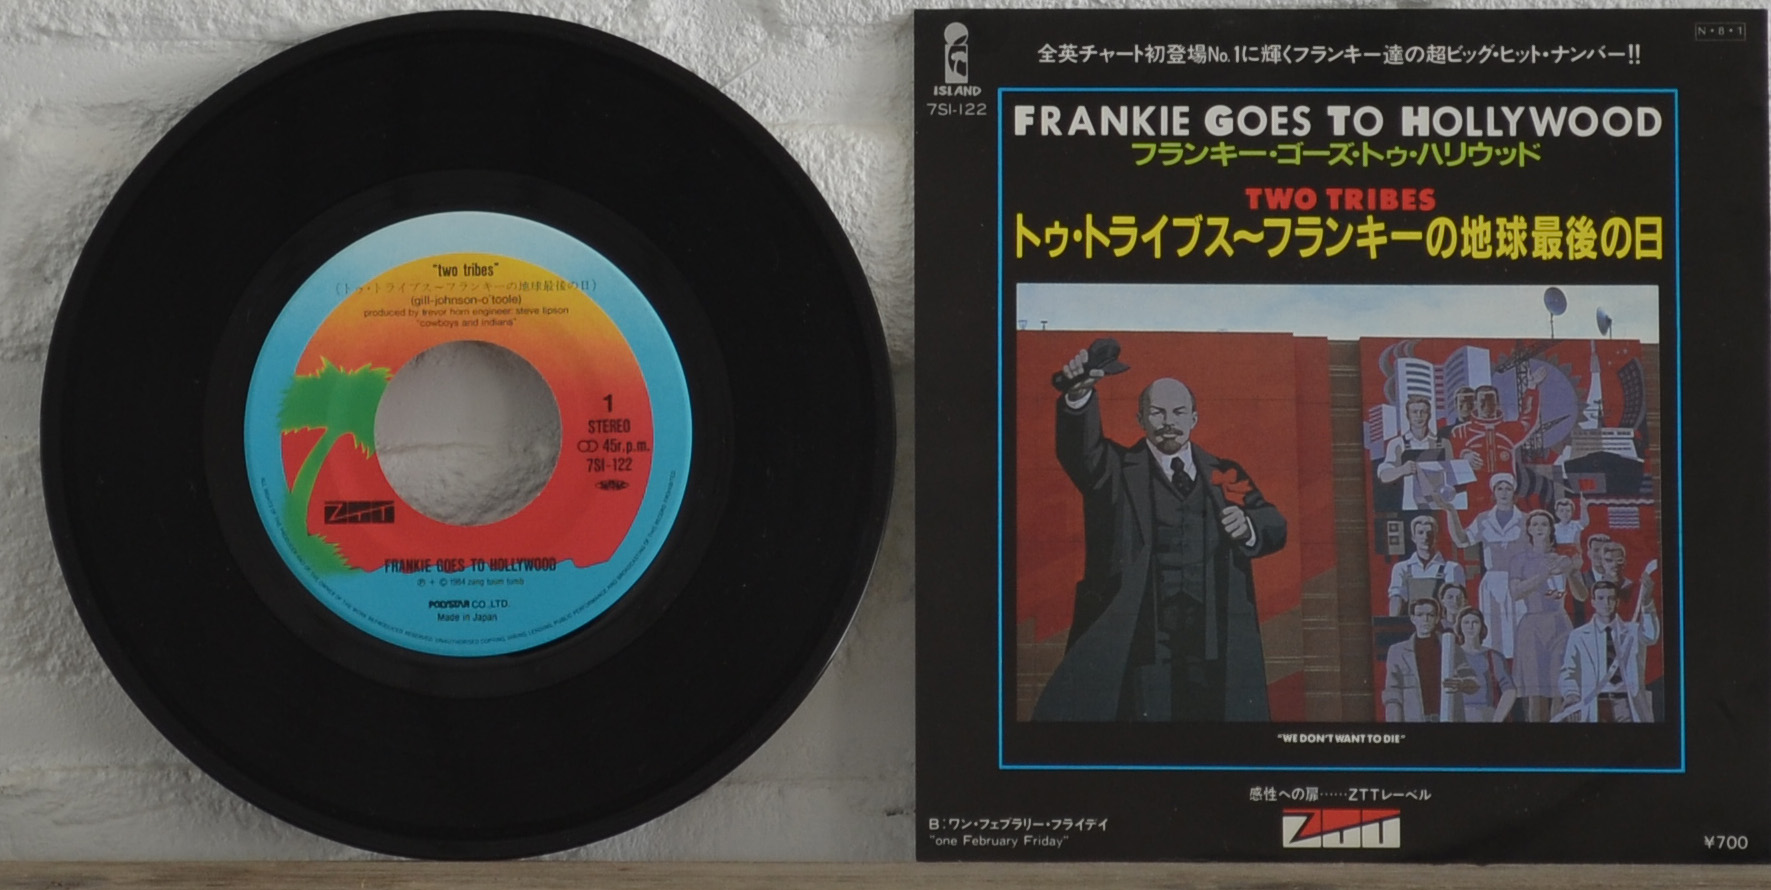 "two tribes"
(トゥ・トライブス〜フランキーの地球最後の日)
(gill-johnson-o'toole)
produced by trevor horn engineer: steve lipson
"cowboys and indians"
1
STEREO
45r.p.m.
7SI-122
ZTT
FRANKIE GOES TO HOLLYWOOD
Ⓟ + © 1984 zang tuum tumb
POLYSTAR CO.,LTD.
Made in Japan
N・8・1
全英チャート初登場No.1に輝くフランキー達の超ビッグ・ヒット・ナンバー!!
ISLAND
7SI-122
FRANKIE GOES TO HOLLYWOOD
フランキー・ゴーズ・トゥ・ハリウッド
TWO TRIBES
トゥ・トライブス〜フランキーの地球最後の日
"WE DON'T WANT TO DIE"
感性への扉……ZTTレーベル
ZTT
B:ワン・フェブラリー・フライデイ
"one February Friday"
¥700